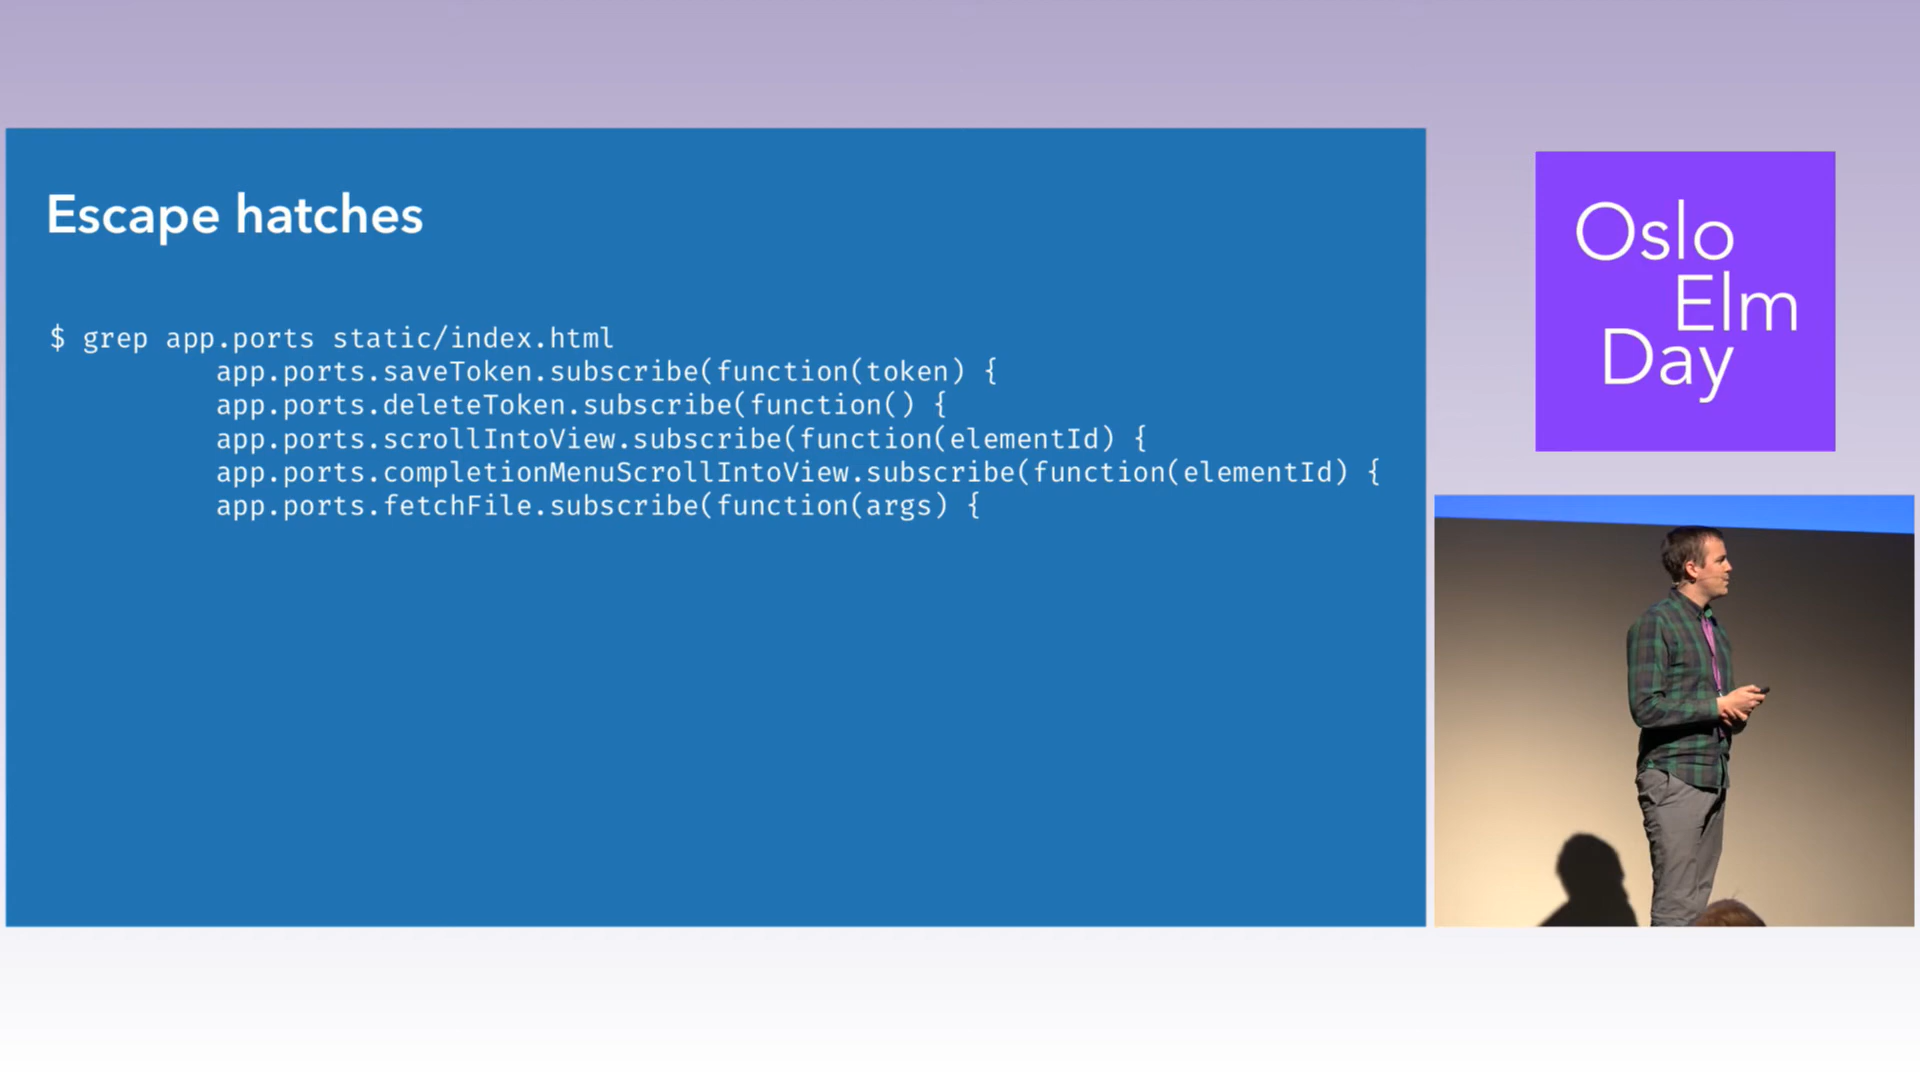 Escape hatches
$ grep app.ports static/index.html
app.ports.saveToken.subscribe(function(token) {
app.ports.deleteToken.subscribe(function() {
app.ports.scrollIntoView.subscribe(function(elementId) {
app.ports.completionMenuScrollIntoView.subscribe(function(elementId) {
app.ports.fetchFile.subscribe(function(args) {
Oslo
Elm
Day